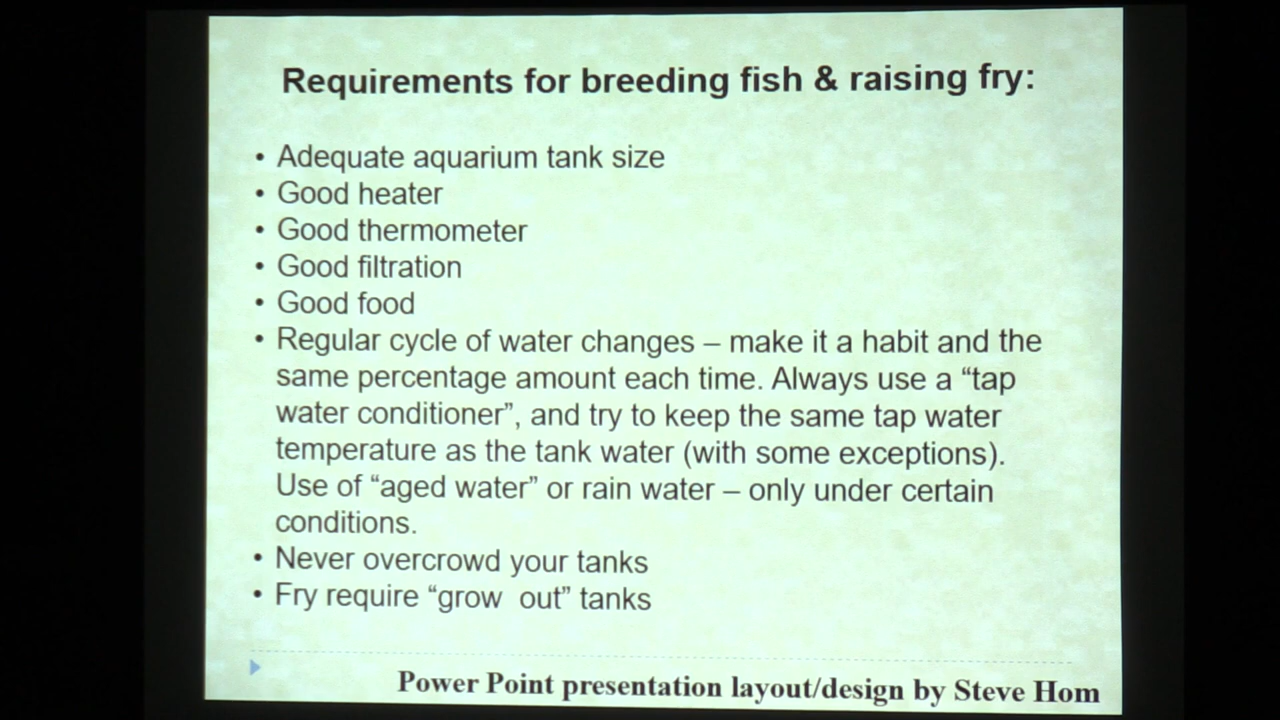 Requirements for breeding fish & raising fry:
• Adequate aquarium tank size
• Good heater
• Good thermometer
• Good filtration
• Good food
• Regular cycle of water changes – make it a habit and the
same percentage amount each time. Always use a “tap
water conditioner”, and try to keep the same tap water
temperature as the tank water (with some exceptions).
Use of “aged water” or rain water – only under certain
conditions.
• Never overcrowd your tanks
• Fry require “grow  out” tanks
Power Point presentation layout/design by Steve Hom